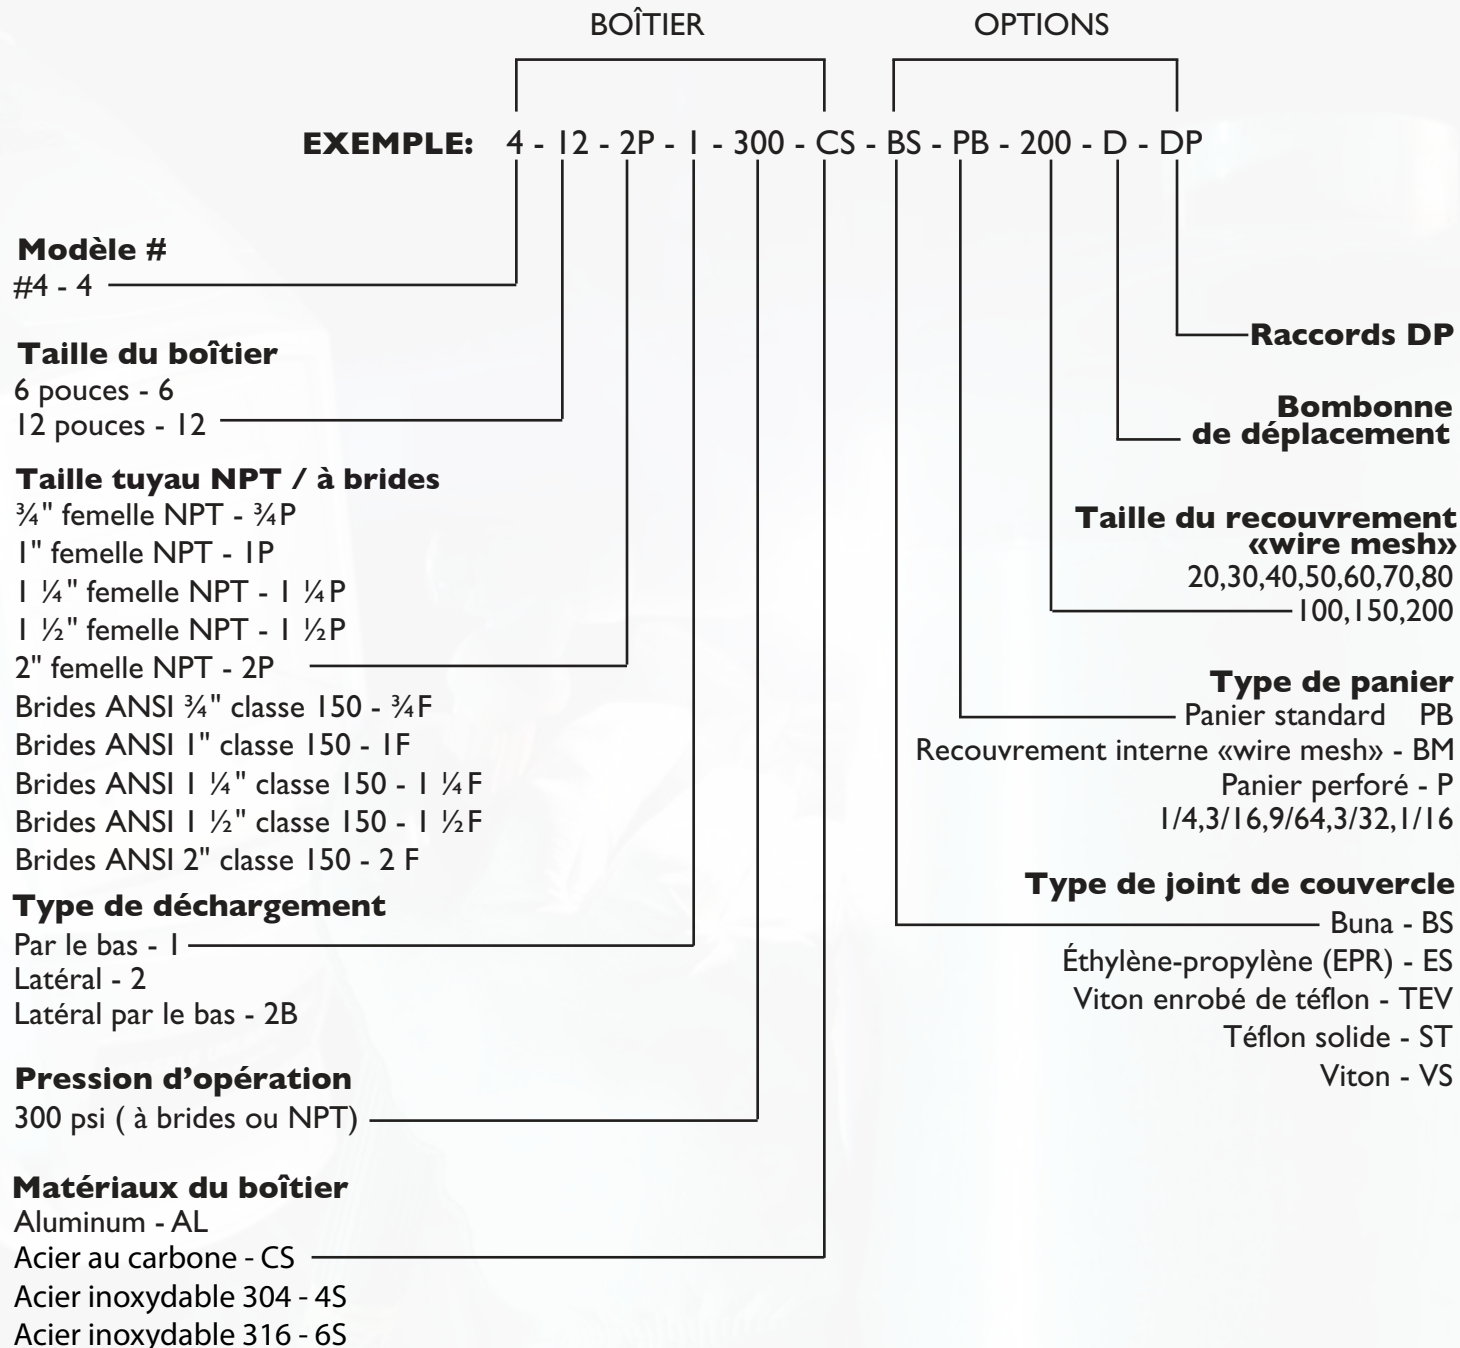 BOÎTIER
OPTIONS
EXEMPLE: 4 - 12 - 2P - 1 - 300 - CS - BS - PB - 200 - D - DP
Modèle #
#4 - 4
Taille du boîtier
6 pouces - 6
12 pouces - 12
Taille tuyau NPT / à brides
¾" femelle NPT - ¾P
1" femelle NPT - 1P
1 ¼" femelle NPT - 1 ¼P
1 ½" femelle NPT - 1 ½P
2" femelle NPT - 2P
Brides ANSI ¾" classe 150 - ¾F
Brides ANSI 1" classe 150 - 1F
Brides ANSI 1 ¼" classe 150 - 1 ¼F
Brides ANSI 1 ½" classe 150 - 1 ½F
Brides ANSI 2" classe 150 - 2 F
Type de déchargement
Par le bas - 1
Latéral - 2
Latéral par le bas - 2B
Pression d’opération
300 psi ( à brides ou NPT)
Matériaux du boîtier
Aluminum - AL
Acier au carbone - CS
Acier inoxydable 304 - 4S
Acier inoxydable 316 - 6S
Raccords DP
Bombonne
de déplacement
Taille du recouvrement
«wire mesh»
20,30,40,50,60,70,80
100,150,200
Type de panier
Panier standard PB
Recouvrement interne «wire mesh» - BM
Panier perforé - P
1/4,3/16,9/64,3/32,1/16
Type de joint de couvercle
Buna - BS
Éthylène-propylène (EPR) - ES
Viton enrobé de téflon - TEV
Téflon solide - ST
Viton - VS